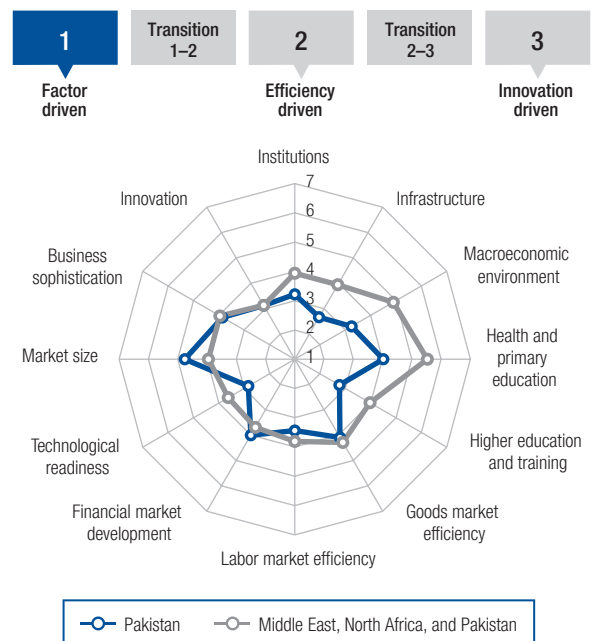 1
Transition
1–2
2
Transition
2–3
3
Factor
driven
Efficiency
driven
Innovation
driven
Institutions
Infrastructure
Macroeconomic
environment
Health and
primary
education
Higher education
and training
Goods market
efficiency
Labor market efficiency
Financial market
development
Technological
readiness
Market size
Business
sophistication
Innovation
7
6
5
4
3
2
1
Pakistan
Middle East, North Africa, and Pakistan